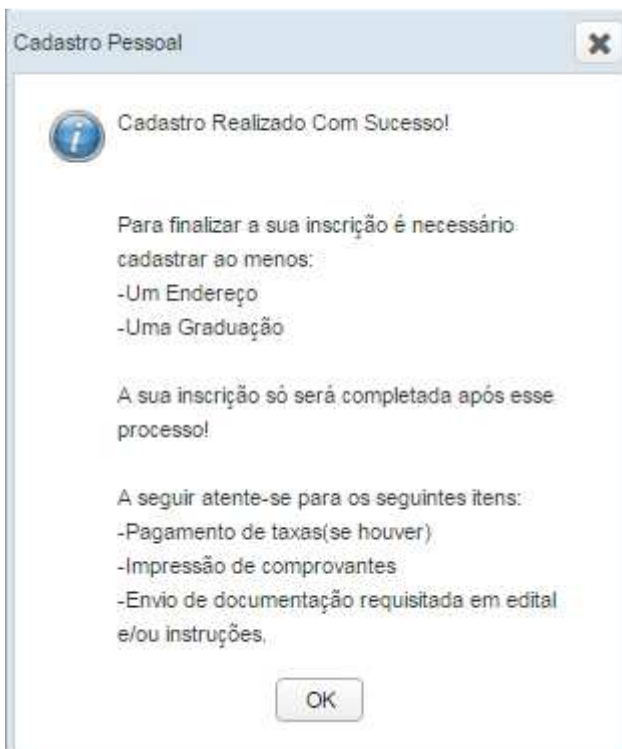 Cadastro Pessoal
Cadastro Realizado Com Sucesso!
Para finalizar a sua inscrição é necessário
cadastrar ao menos:
-Um Endereço
-Uma Graduação
A sua inscrição só será completada após esse
processo!
A seguir atente-se para os seguintes itens:
-Pagamento de taxas(se houver)
-Impressão de comprovantes
-Envio de documentação requisitada em edital
e/ou instruções.
OK